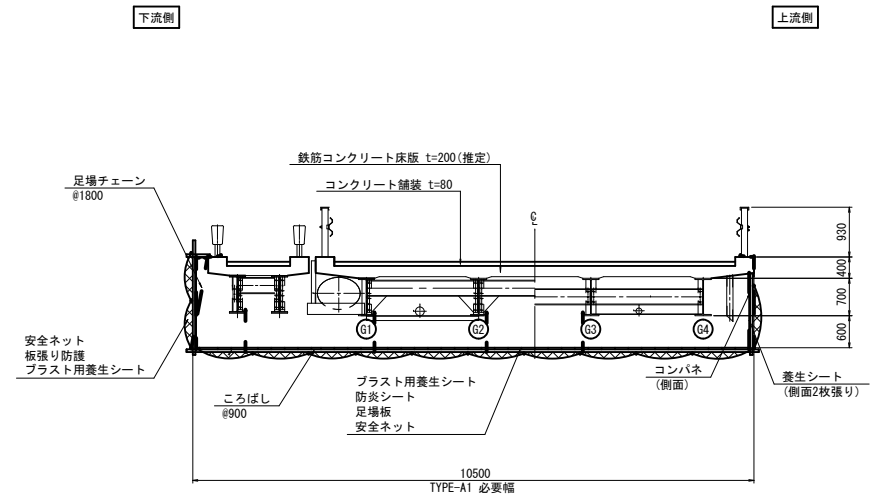 下流側
上流側
鉄筋コンクリート床版 t=200(推定)
足場チェーン
@1800
コンクリート舗装 t=80
℄
930
400
700
600
G1
G2
G3
G4
安全ネット
板張り防護
ブラスト用養生シート
ころばし
@900
ブラスト用養生シート
防炎シート
足場板
安全ネット
コンパネ
(側面)
養生シート
(側面2枚張り)
10500
TYPE-A1 必要幅